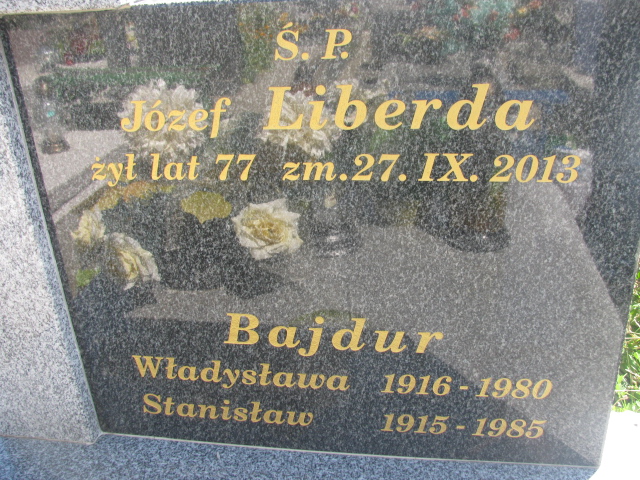 Ś. P.
Józef Liberda
żył lat 77 zm. 27. IX. 2013
Bajdur
Władysława 1916 - 1980
Stanisław 1915 - 1985